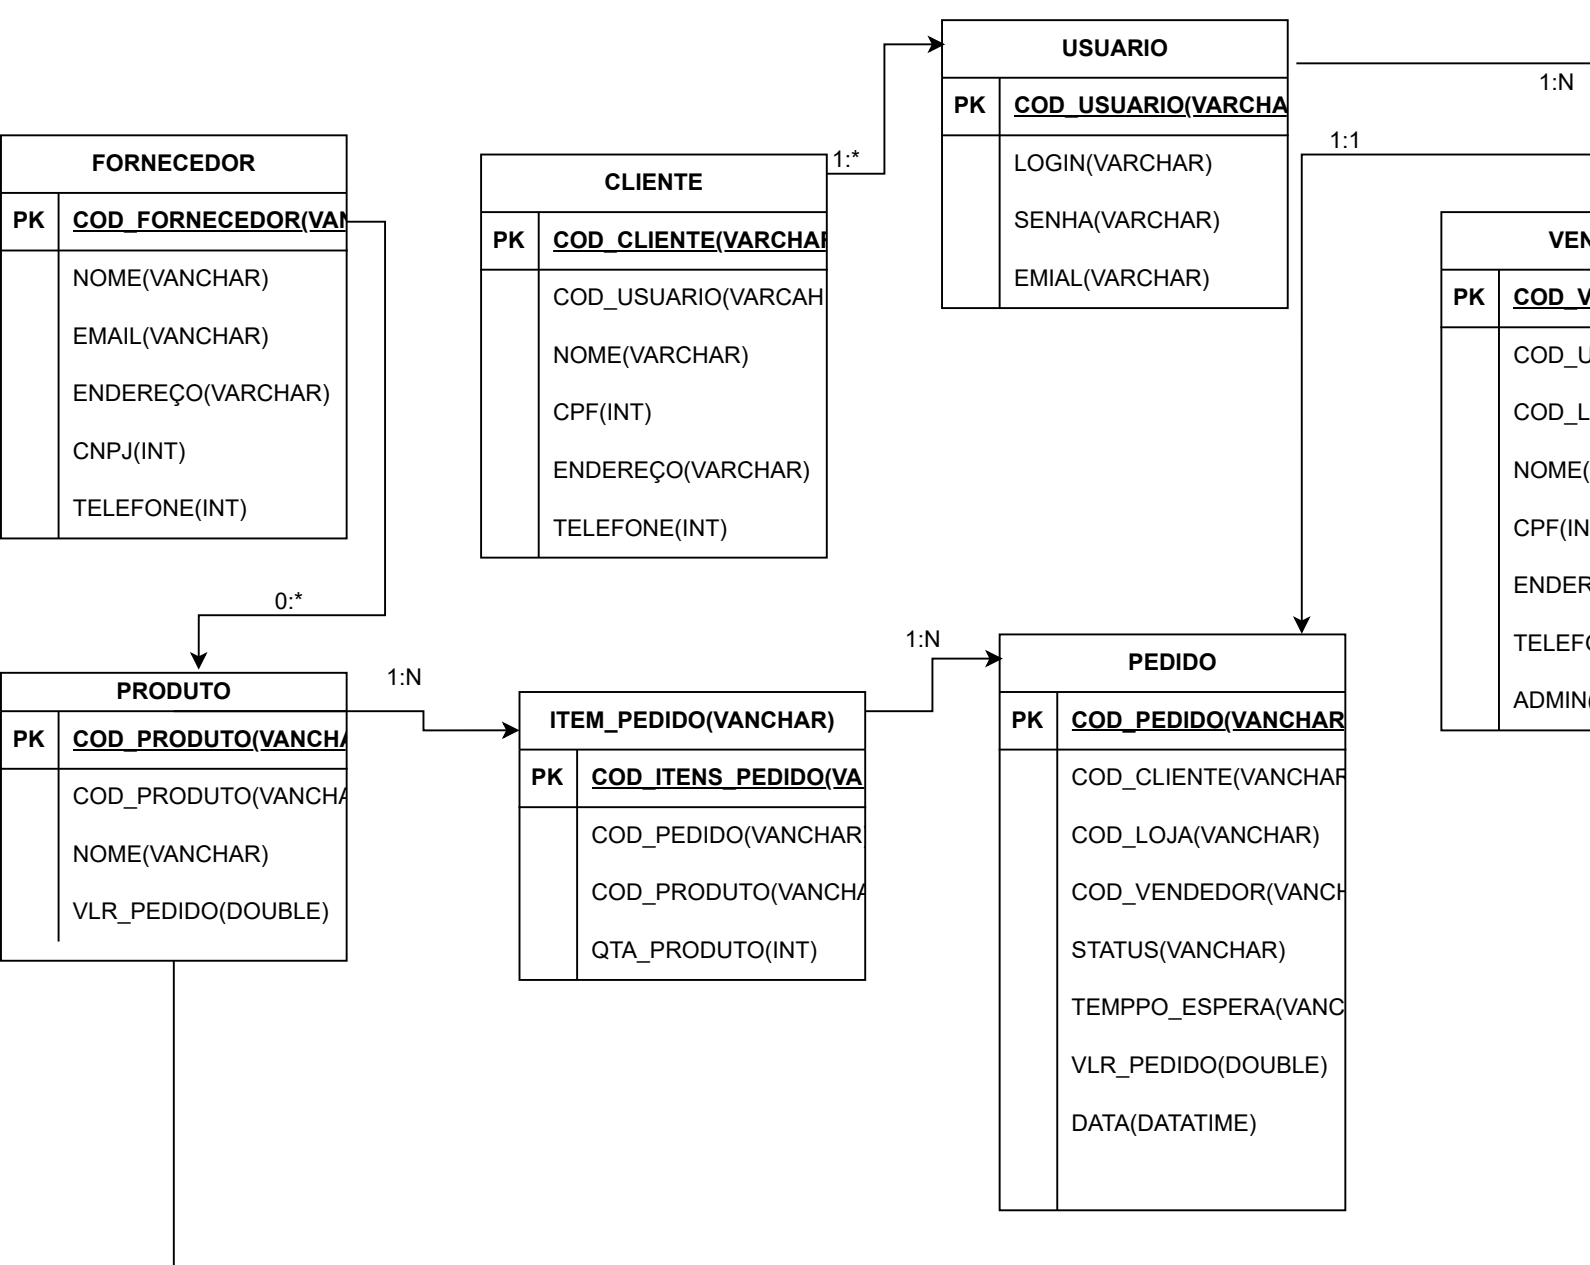 USUARIO
PK COD_USUARIO(VARCHA
LOGIN(VARCHAR)
SENHA(VARCHAR)
EMIAL(VARCHAR)
1:N
1:1
1:*
FORNECEDOR
PK COD_FORNECEDOR(VAN
NOME(VANCHAR)
EMAIL(VANCHAR)
ENDEREÇO(VARCHAR)
CNPJ(INT)
TELEFONE(INT)
CLIENTE
PK COD_CLIENTE(VARCHAR
COD_USUARIO(VARCAH
NOME(VARCHAR)
CPF(INT)
ENDEREÇO(VARCHAR)
TELEFONE(INT)
VEN
PK COD_V
COD_U
COD_L
NOME(
CPF(IN
ENDER
TELEFO
ADMIN(
0:*
1:N
1:N
PRODUTO
PK COD_PRODUTO(VANCHA
COD_PRODUTO(VANCHA
NOME(VANCHAR)
VLR_PEDIDO(DOUBLE)
ITEM_PEDIDO(VANCHAR)
PK COD_ITENS_PEDIDO(VA
COD_PEDIDO(VANCHAR)
COD_PRODUTO(VANCHA
QTA_PRODUTO(INT)
PEDIDO
PK COD_PEDIDO(VANCHAR
COD_CLIENTE(VANCHAR
COD_LOJA(VANCHAR)
COD_VENDEDOR(VANCH
STATUS(VANCHAR)
TEMPPO_ESPERA(VANC
VLR_PEDIDO(DOUBLE)
DATA(DATATIME)